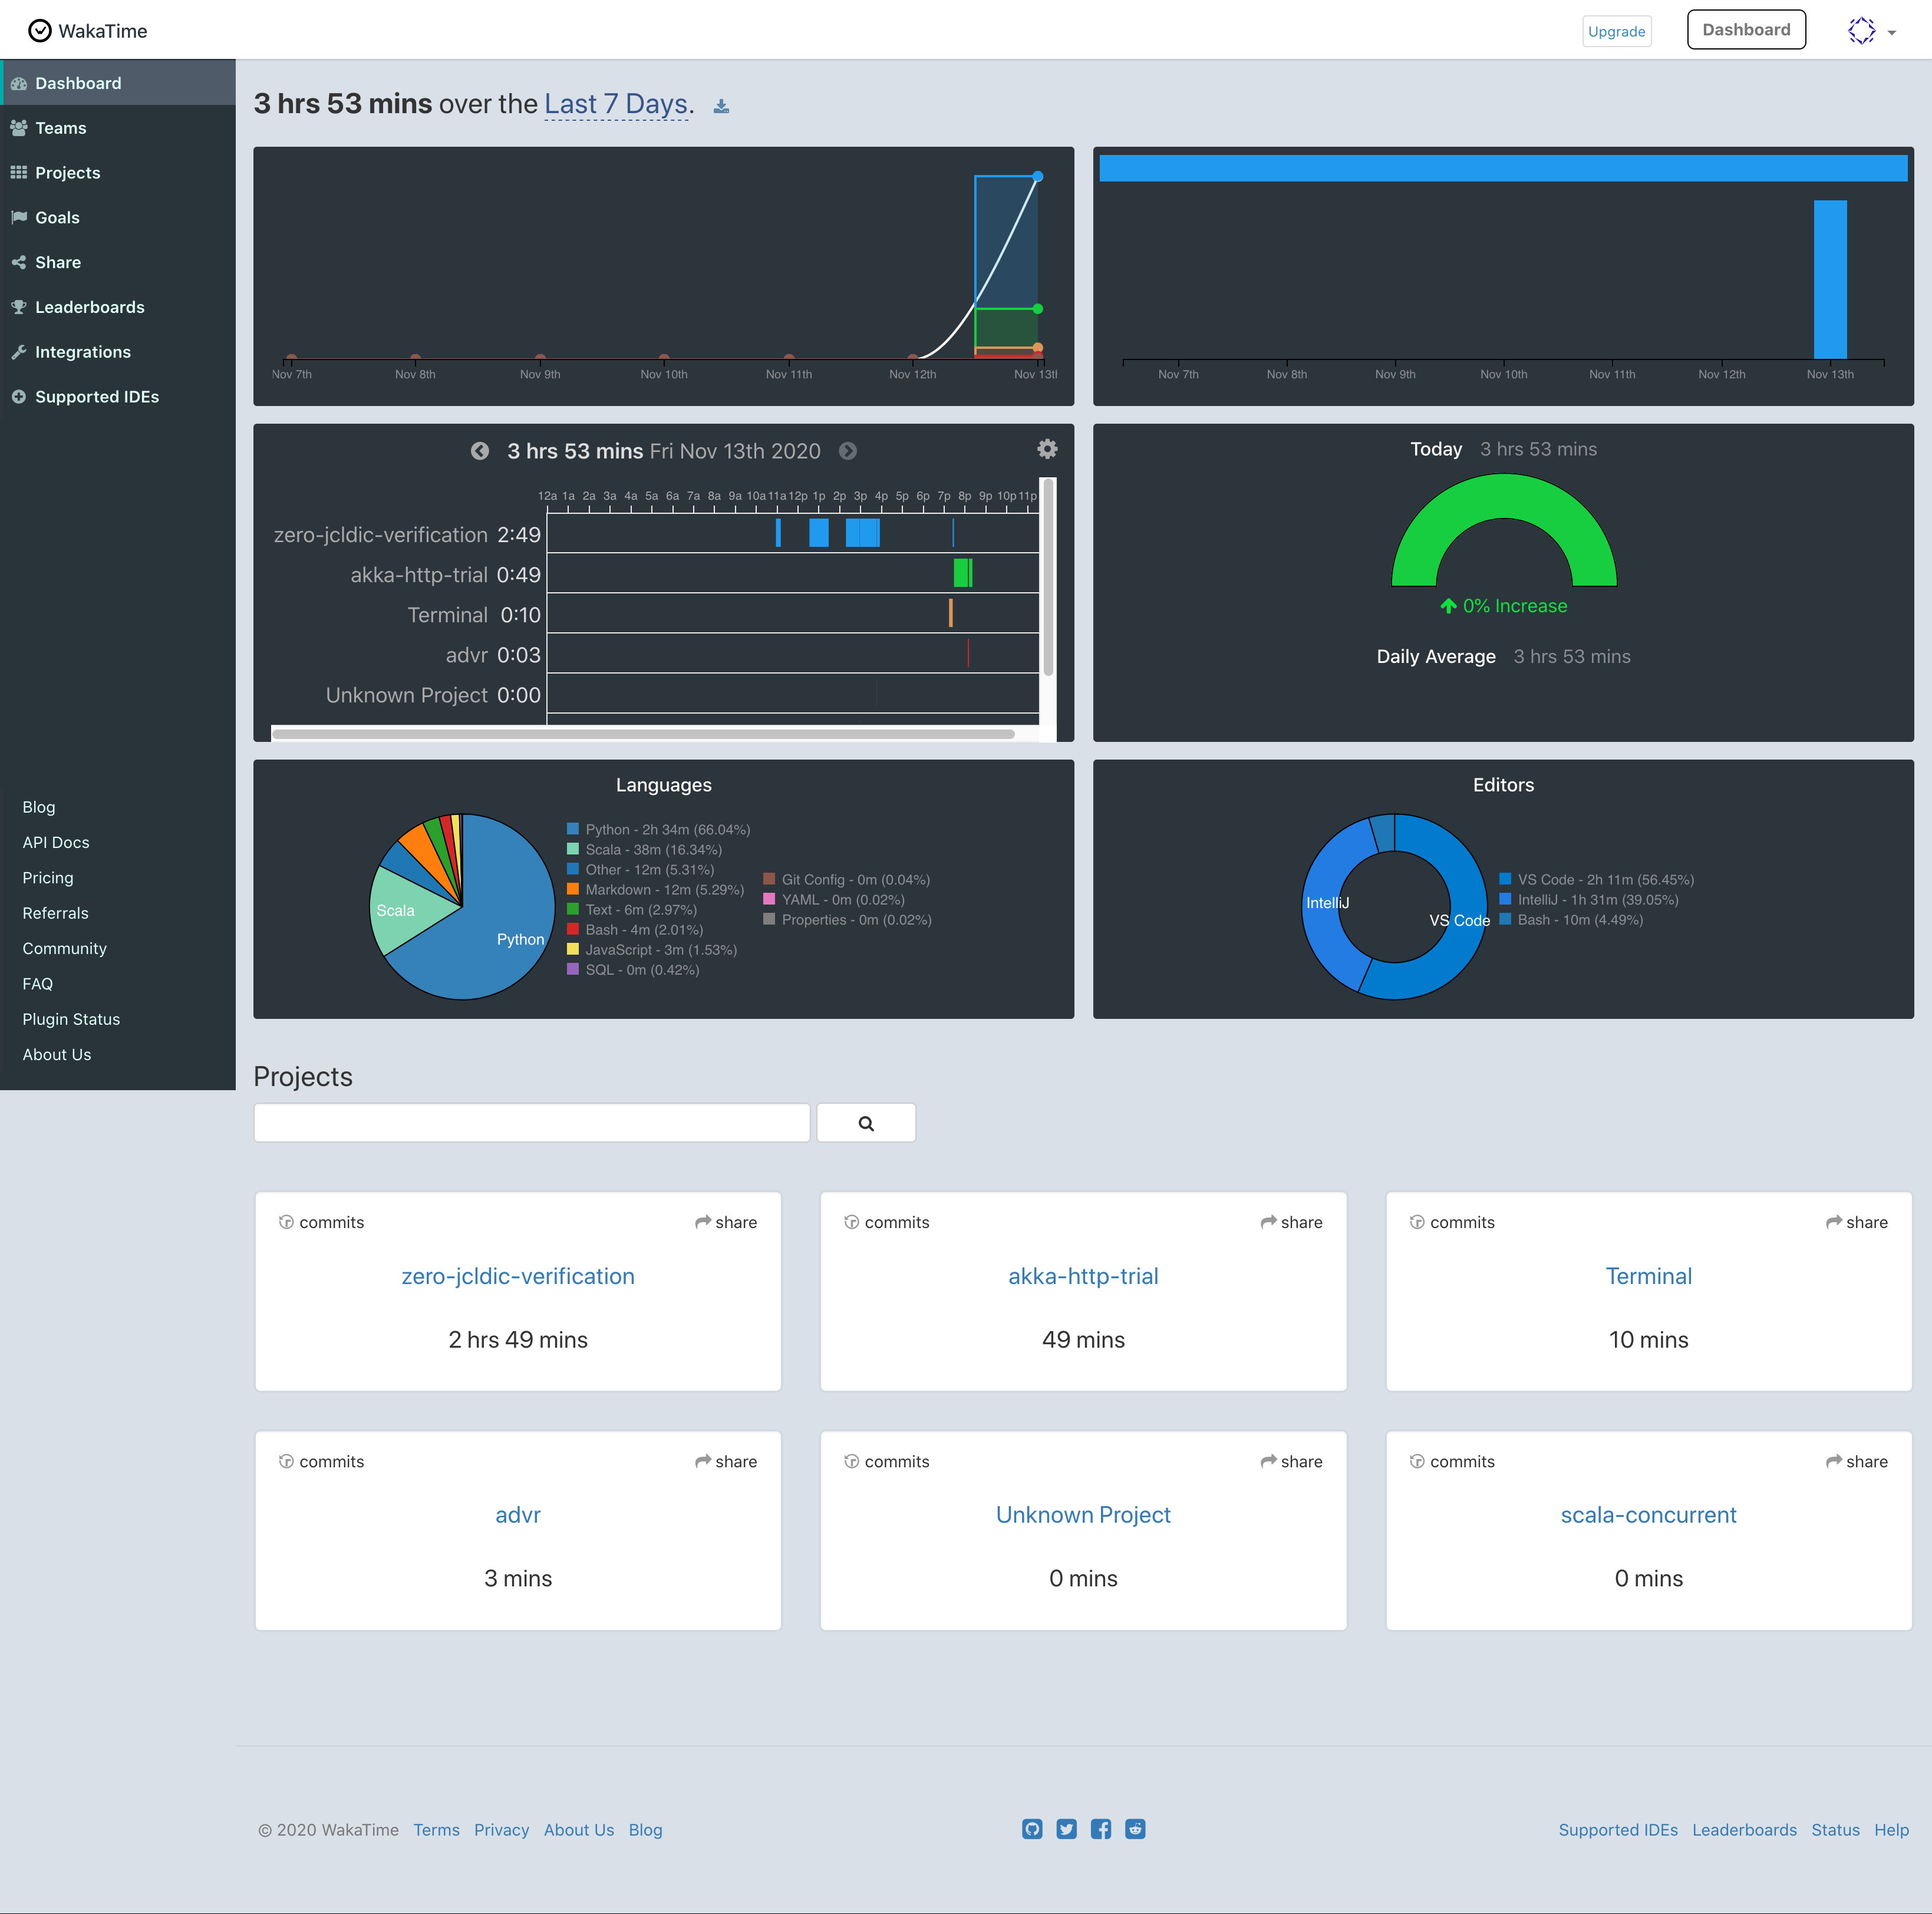 WakaTime
Upgrade
Dashboard
Dashboard
Teams
Projects
Goals
Share
Leaderboards
Integrations
Supported IDEs
Blog
API Docs
Pricing
Referrals
Community
FAQ
Plugin Status
About Us
3 hrs 53 mins over the Last 7 Days.
Nov 7th Nov 8th Nov 9th Nov 10th Nov 11th Nov 12th Nov 13th
Nov 7th Nov 8th Nov 9th Nov 10th Nov 11th Nov 12th Nov 13th
3 hrs 53 mins Fri Nov 13th 2020
12a 1a 2a 3a 4a 5a 6a 7a 8a 9a 10a 11a 12p 1p 2p 3p 4p 5p 6p 7p 8p 9p 10p 11p
zero-jcldic-verification 2:49
akka-http-trial 0:49
Terminal 0:10
advr 0:03
Unknown Project 0:00
Today 3 hrs 53 mins
0% Increase
Daily Average 3 hrs 53 mins
Languages
Scala
Python
Python - 2h 34m (66.04%)
Scala - 38m (16.34%)
Other - 12m (5.31%)
Markdown - 12m (5.29%)
Text - 6m (2.97%)
Bash - 4m (2.01%)
JavaScript - 3m (1.53%)
SQL - 0m (0.42%)
Git Config - 0m (0.04%)
YAML - 0m (0.02%)
Properties - 0m (0.02%)
Editors
IntelliJ
VS Code
VS Code - 2h 11m (56.45%)
IntelliJ - 1h 31m (39.05%)
Bash - 10m (4.49%)
Projects
commits share
zero-jcldic-verification
2 hrs 49 mins
commits share
akka-http-trial
49 mins
commits share
Terminal
10 mins
commits share
advr
3 mins
commits share
Unknown Project
0 mins
commits share
scala-concurrent
0 mins
© 2020 WakaTime Terms Privacy About Us Blog
Supported IDEs Leaderboards Status Help